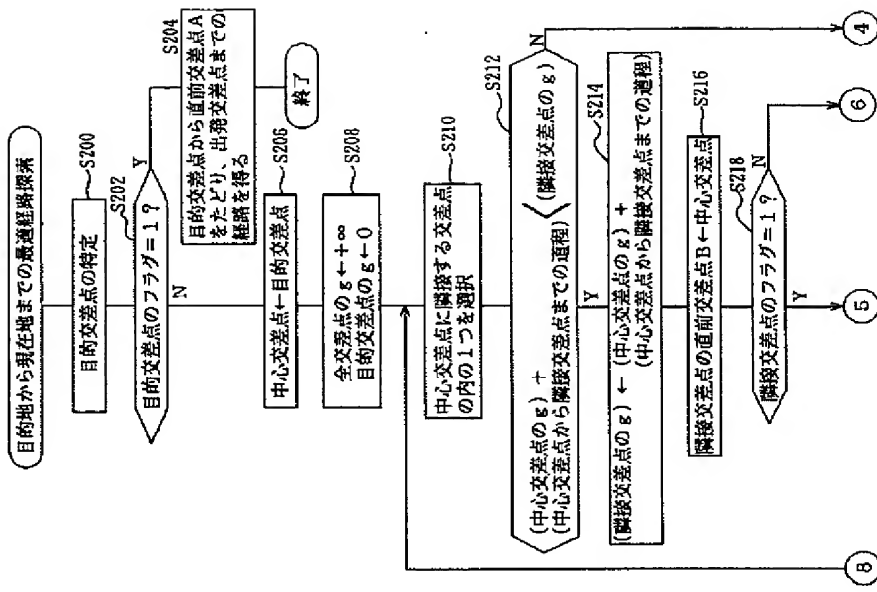 目的地から現在地までの最適経路探索
S200
目的交差点の特定
S202
目的交差点のフラグ=1?
Y
N
S204
目的交差点から直前交差点A
をたどり、出発交差点までの
経路を得る
終了
S206
中心交差点←目的交差点
S208
全交差点のg←+∞
目的交差点のg←0
S210
中心交差点に隣接する交差点
の内の1つを選択
S212
(中心交差点のg) +
(中心交差点から隣接交差点までの道程) < (隣接交差点のg)
N
Y
S214
(隣接交差点のg) ← (中心交差点のg) +
(中心交差点から隣接交差点までの道程)
S216
隣接交差点の直前交差点B←中心交差点
S218
隣接交差点のフラグ=1?
N
Y
8
5
6
4